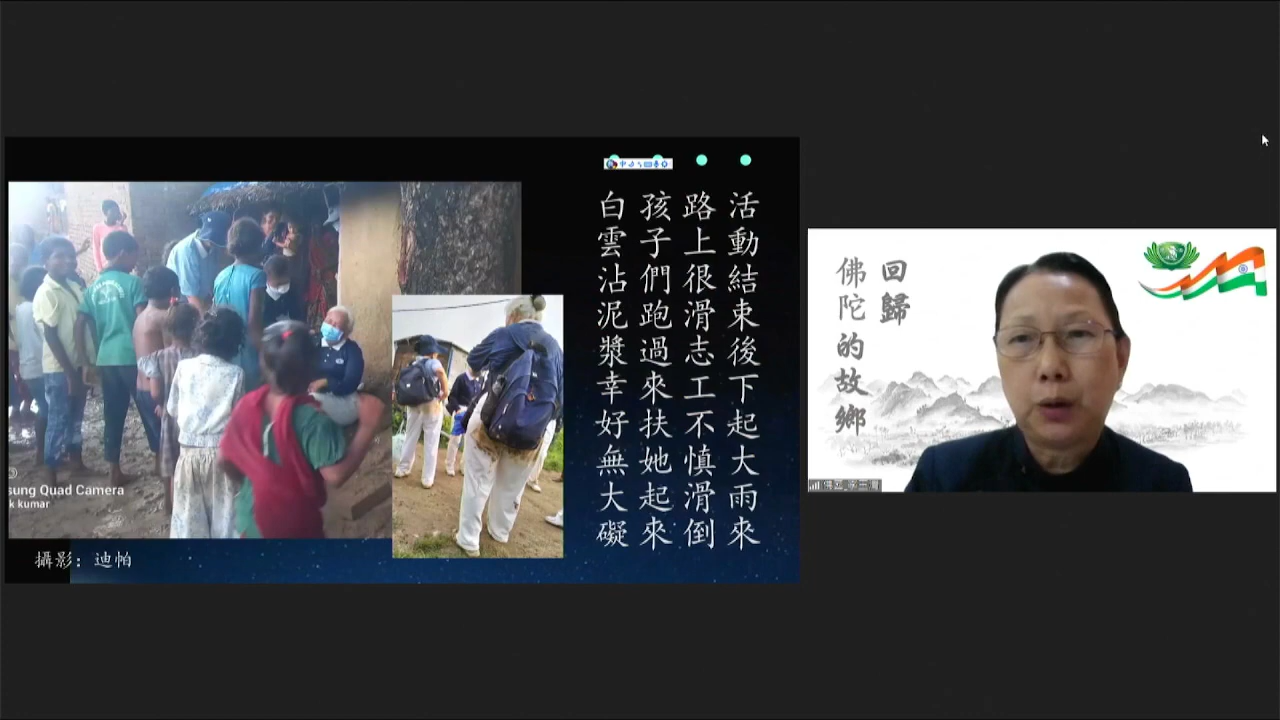 活動結束後下起大雨來
路上很滑志工不慎滑倒
孩子們跑過來扶她起來
白雲沾泥漿幸好無大礙
sung Quad Camera
k kumar
攝影：迪帕
回歸
佛陀的故鄉